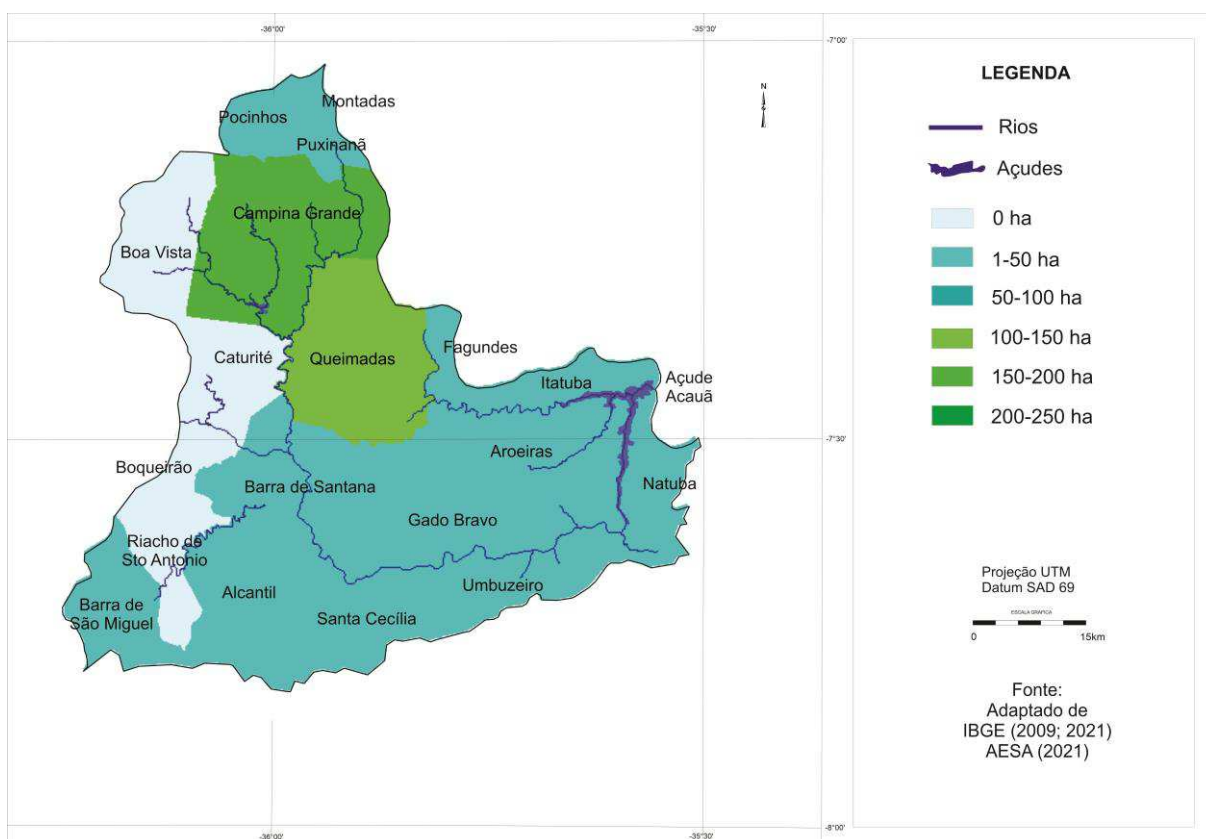 -36°00'
-35°30'
-7°00'
Montadas
Pocinhos
Puxinanã
Campina Grande
Boa Vista
Caturité
Queimadas
Fagundes
Itatuba
Açude
Acauã
Aroeiras
Boqueirão
Barra de Santana
Natuba
Gado Bravo
Riacho de
Sto Antonio
Alcantil
Umbuzeiro
Barra de
São Miguel
Santa Cecília
N
-7°30'
-36°00'
-35°30'
-8°00'
LEGENDA
Rios
Açudes
0 ha
1-50 ha
50-100 ha
100-150 ha
150-200 ha
200-250 ha
Projeção UTM
Datum SAD 69
ESCALA GRÁFICA
0 15km
Fonte:
Adaptado de
IBGE (2009; 2021)
AESA (2021)